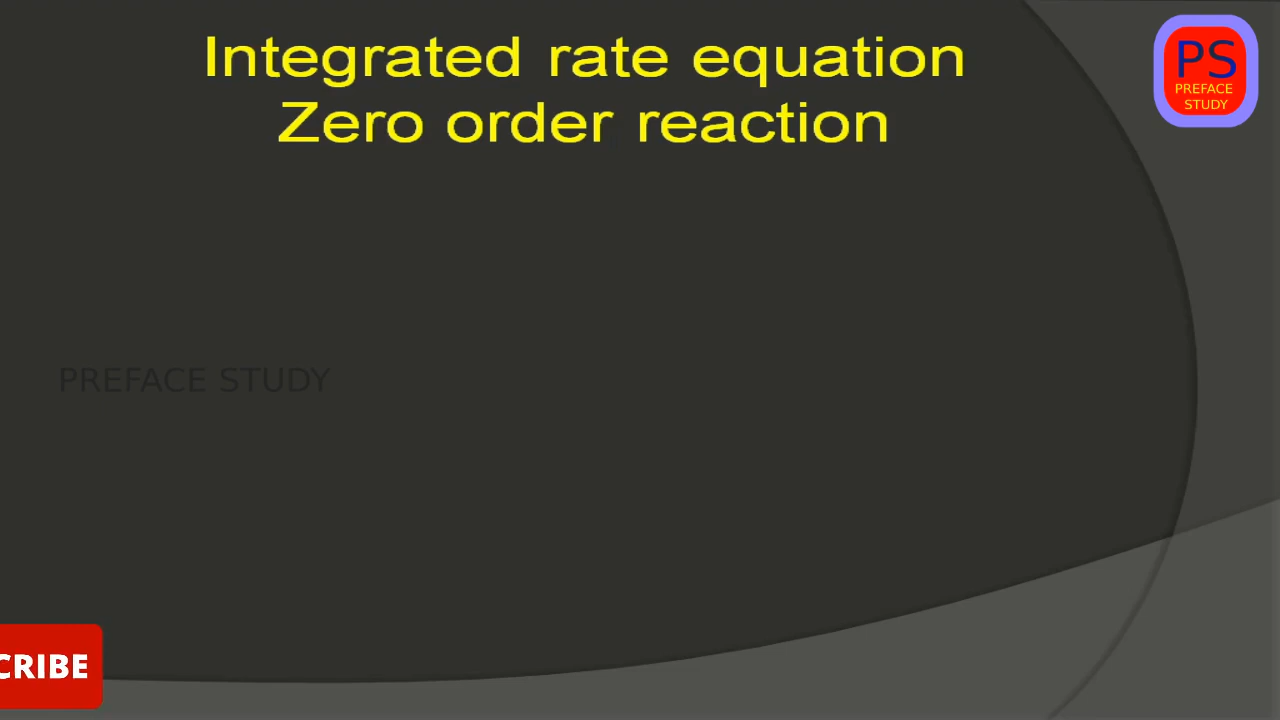 Integrated rate equation
Zero order reaction
PS
PREFACE
STUDY
PREFACE STUDY
CRIBE